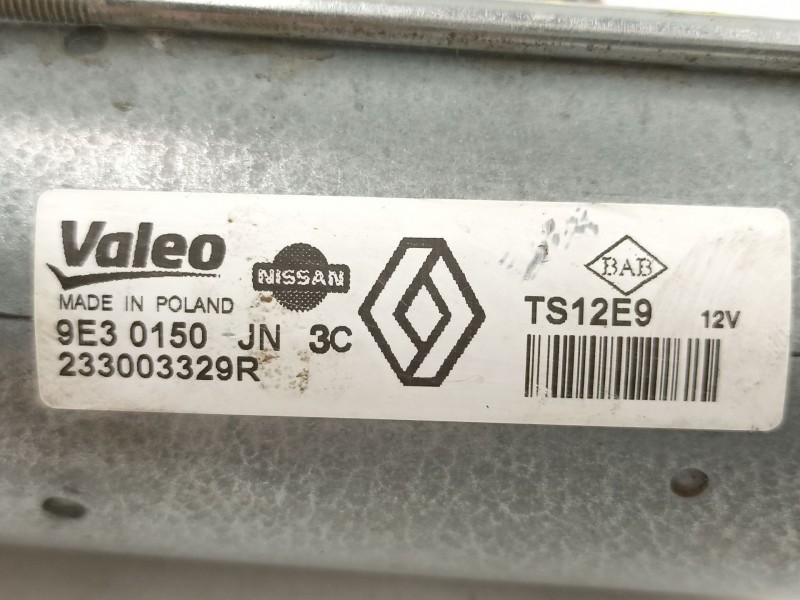 Valeo
NISSAN
BAB
MADE IN POLAND
TS12E9 12V
9E3 0150 JN 3C
233003329R